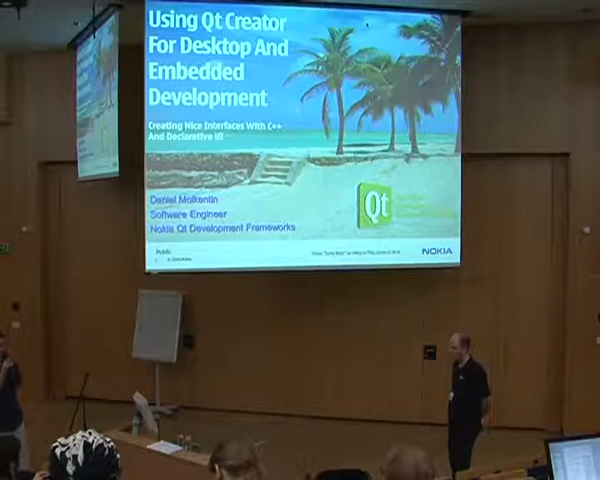 Using Qt Creator
For Desktop And
Embedded
Development
Creating Nice Interfaces With C++
And Declarative UI
Daniel Molkentin
Software Engineer
Nokia Qt Development Frameworks
Qt
Public
NOKIA